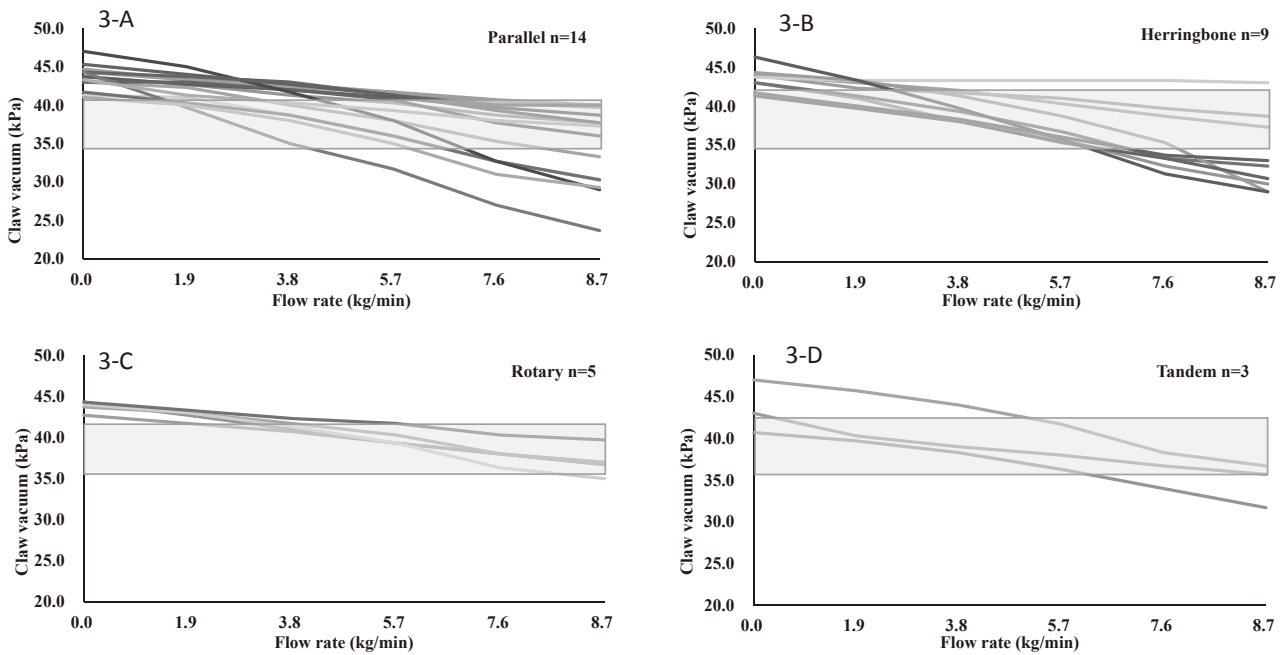 3-A
Parallel n=14
Claw vacuum (kPa)
50.0
45.0
40.0
35.0
30.0
25.0
20.0
0.0 1.9 3.8 5.7 7.6 8.7
Flow rate (kg/min)
3-B
Herringbone n=9
Claw vacuum (kPa)
50.0
45.0
40.0
35.0
30.0
25.0
20.0
0.0 1.9 3.8 5.7 7.6 8.7
Flow rate (kg/min)
3-C
Rotary n=5
Claw vacuum (kPa)
50.0
45.0
40.0
35.0
30.0
25.0
20.0
0.0 1.9 3.8 5.7 7.6 8.7
Flow rate (kg/min)
3-D
Tandem n=3
Claw vacuum (kPa)
50.0
45.0
40.0
35.0
30.0
25.0
20.0
0.0 1.9 3.8 5.7 7.6 8.7
Flow rate (kg/min)